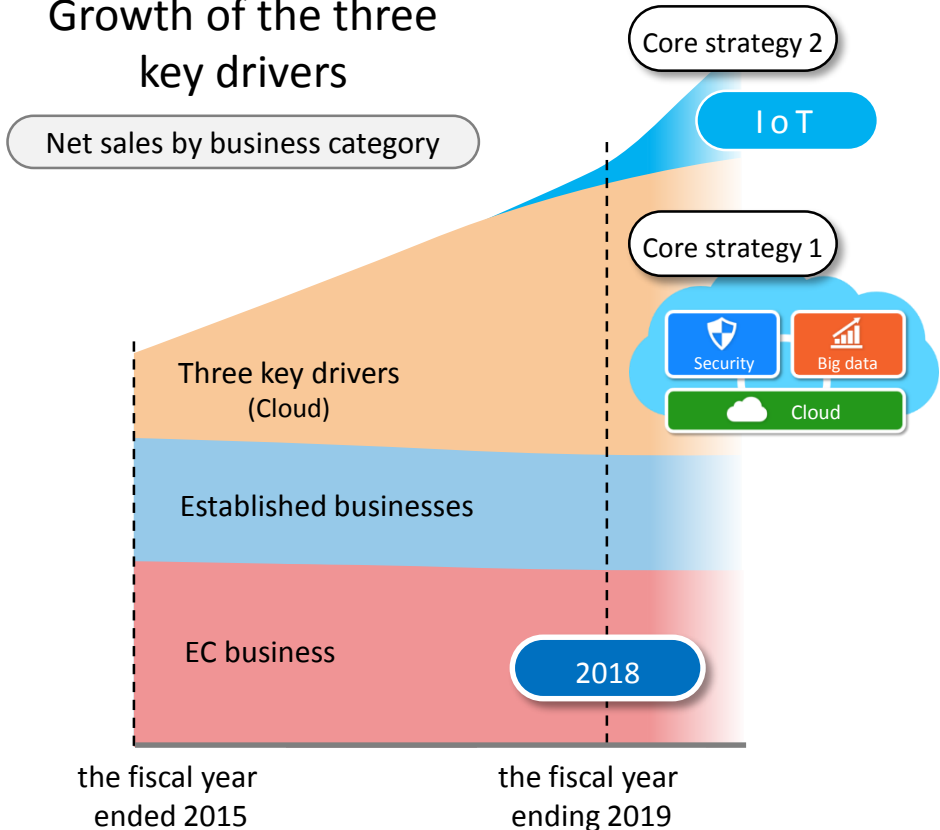 Growth of the three
key drivers
Net sales by business category
Core strategy 2
I o T
Core strategy 1
Security
Big data
Cloud
Three key drivers
(Cloud)
Established businesses
EC business
2018
the fiscal year
ended 2015
the fiscal year
ending 2019